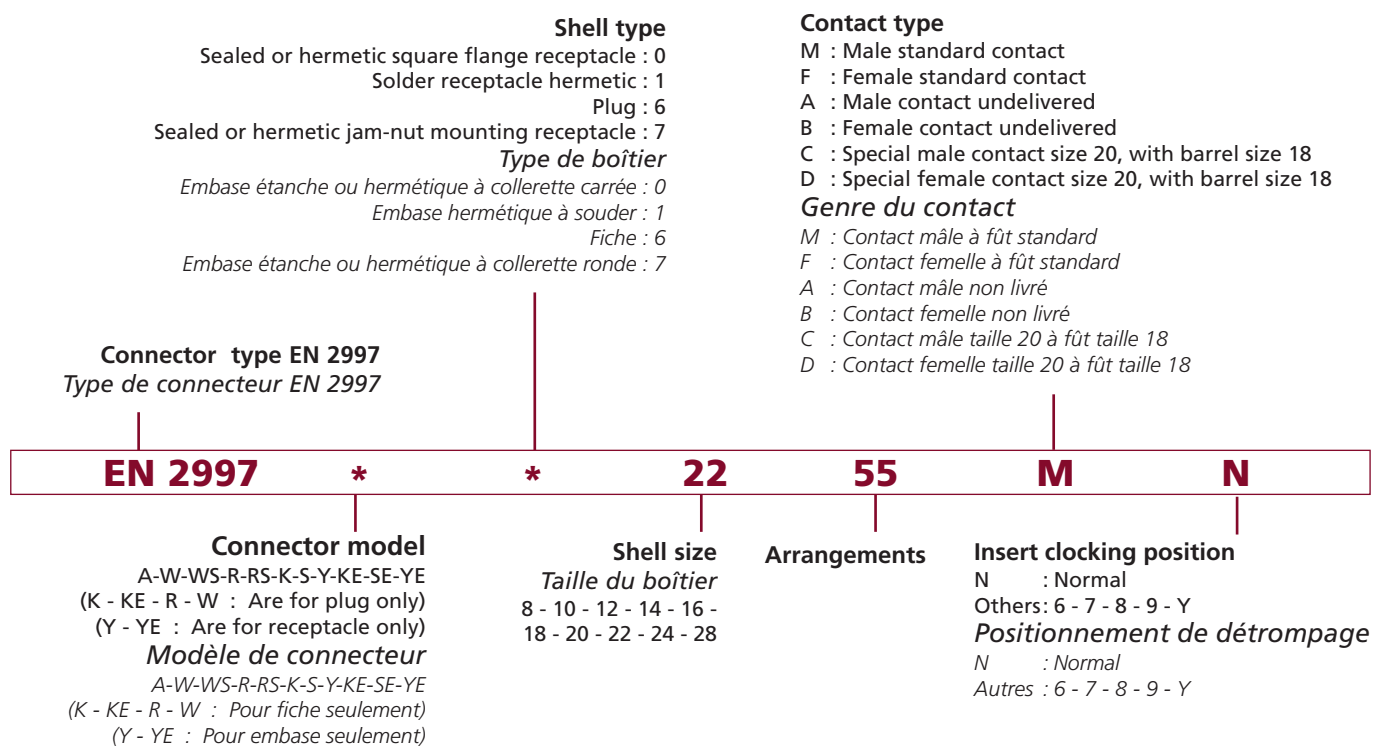 Shell type
Sealed or hermetic square flange receptacle : 0
Solder receptacle hermetic : 1
Plug : 6
Sealed or hermetic jam-nut mounting receptacle : 7
Type de boîtier
Embase étanche ou hermétique à collerette carrée : 0
Embase hermétique à souder : 1
Fiche : 6
Embase étanche ou hermétique à collerette ronde : 7
Contact type
M : Male standard contact
F : Female standard contact
A : Male contact undelivered
B : Female contact undelivered
C : Special male contact size 20, with barrel size 18
D : Special female contact size 20, with barrel size 18
Genre du contact
M : Contact mâle à fût standard
F : Contact femelle à fût standard
A : Contact mâle non livré
B : Contact femelle non livré
C : Contact mâle taille 20 à fût taille 18
D : Contact femelle taille 20 à fût taille 18
Connector type EN 2997
Type de connecteur EN 2997
EN 2997 * * 22 55 M N
Connector model
A-W-WS-R-RS-K-S-Y-KE-SE-YE
(K - KE - R - W : Are for plug only)
(Y - YE : Are for receptacle only)
Modèle de connecteur
A-W-WS-R-RS-K-S-Y-KE-SE-YE
(K - KE - R - W : Pour fiche seulement)
(Y - YE : Pour embase seulement)
Shell size
Taille du boîtier
8 - 10 - 12 - 14 - 16 -
18 - 20 - 22 - 24 - 28
Arrangements
Insert clocking position
N : Normal
Others : 6 - 7 - 8 - 9 - Y
Positionnement de détrompage
N : Normal
Autres : 6 - 7 - 8 - 9 - Y